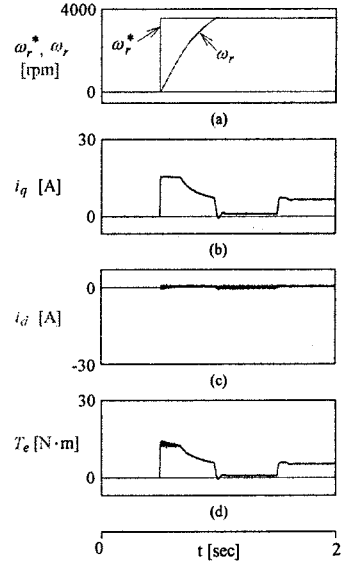 4000
ω_r^*, ω_r
[rpm]
ω_r^*
ω_r
0
(a)
30
i_q [A]
0
(b)
0
i_d [A]
-30
(c)
30
T_e [N·m]
0
(d)
0
2
t [sec]